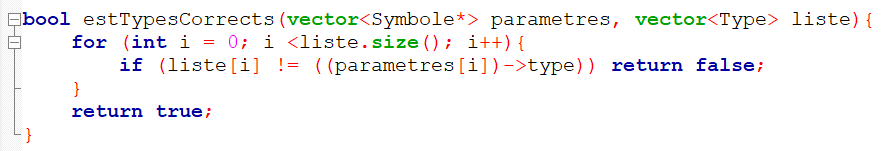 bool estTypesCorrects(vector<Symbole*> parametres, vector<Type> liste){
    for (int i = 0; i <liste.size(); i++){
        if (liste[i] != ((parametres[i])->type)) return false;
    }
    return true;
}